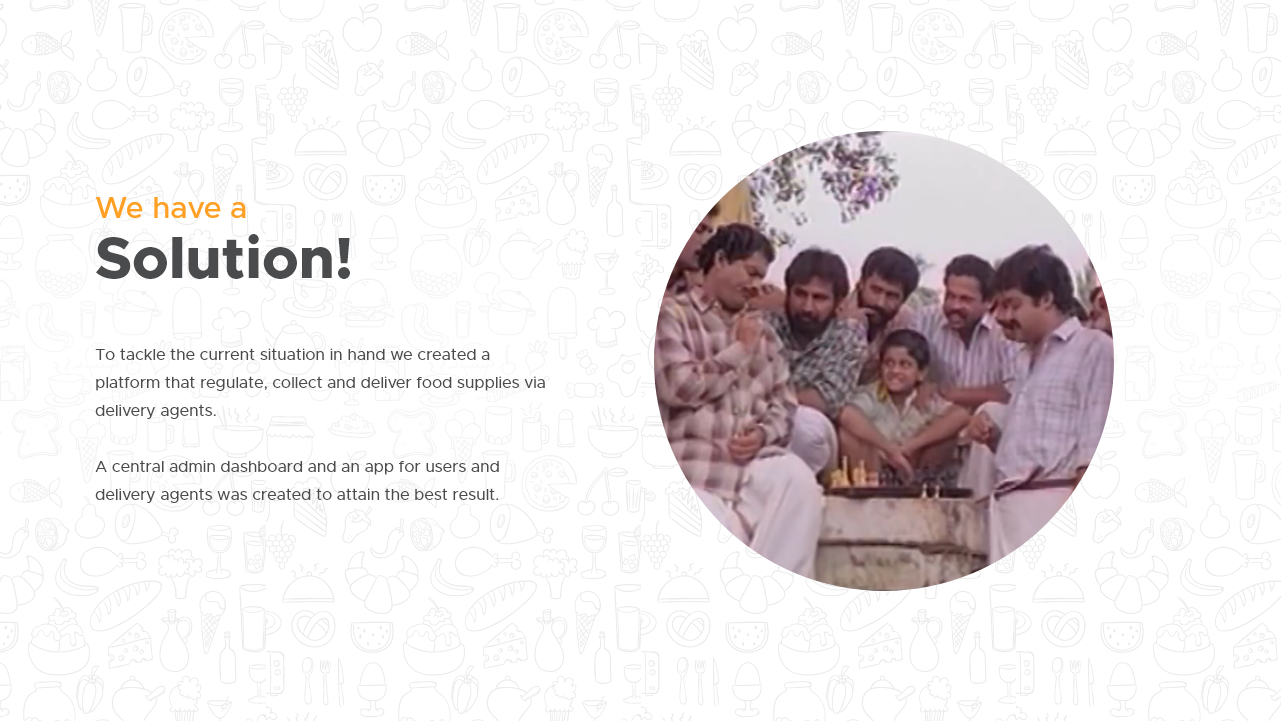 We have a
Solution!
To tackle the current situation in hand we created a
platform that regulate, collect and deliver food supplies via
delivery agents.
A central admin dashboard and an app for users and
delivery agents was created to attain the best result.